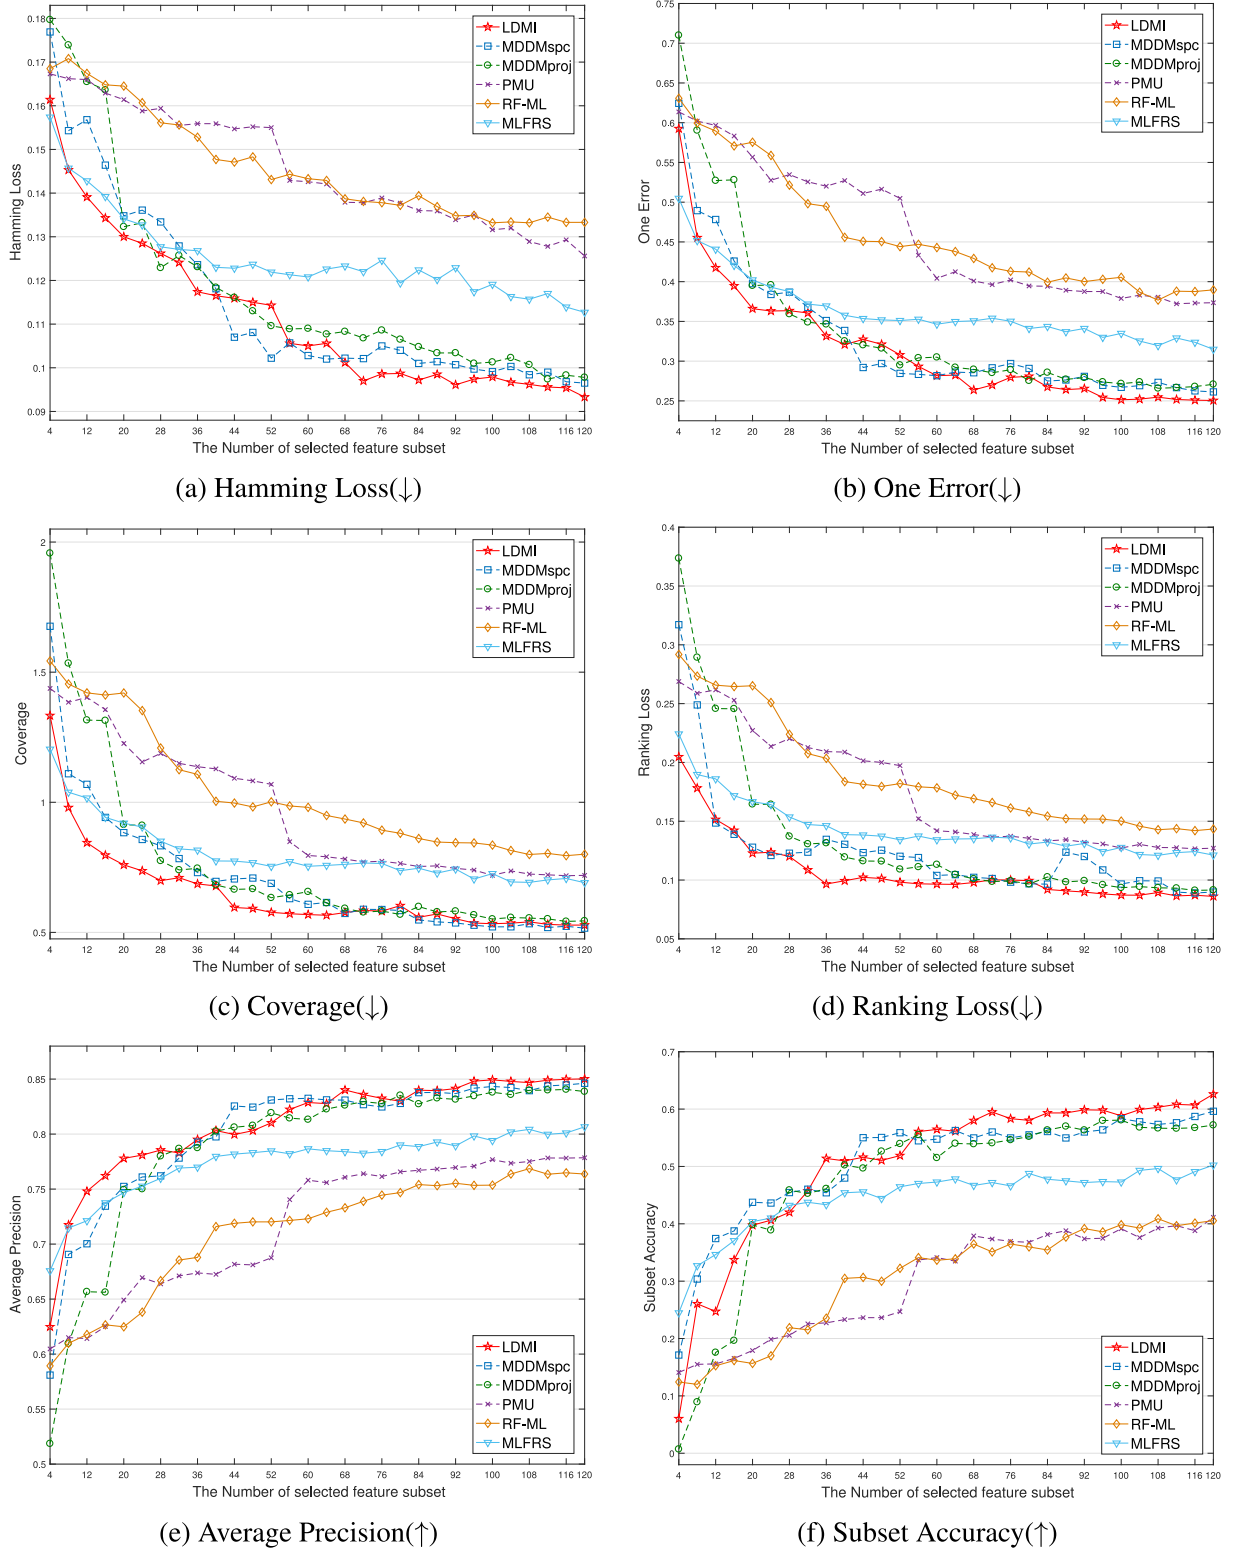 0.18
0.17
0.16
0.15
0.14
0.13
0.12
0.11
0.1
0.09
Hamming Loss
4 12 20 28 36 44 52 60 68 76 84 92 100 108 116 120
The Number of selected feature subset
LDMI
MDDMspc
MDDMproj
PMU
RF-ML
MLFRS
(a) Hamming Loss(↓)
0.7
0.65
0.6
0.55
0.5
0.45
0.4
0.35
0.3
0.25
One Error
4 12 20 28 36 44 52 60 68 76 84 92 100 108 116 120
The Number of selected feature subset
LDMI
MDDMspc
MDDMproj
PMU
RF-ML
MLFRS
(b) One Error(↓)
2
1.5
1
0.5
Coverage
4 12 20 28 36 44 52 60 68 76 84 92 100 108 116 120
The Number of selected feature subset
LDMI
MDDMspc
MDDMproj
PMU
RF-ML
MLFRS
(c) Coverage(↓)
0.4
0.35
0.3
0.25
0.2
0.15
0.1
0.05
Ranking Loss
4 12 20 28 36 44 52 60 68 76 84 92 100 108 116 120
The Number of selected feature subset
LDMI
MDDMspc
MDDMproj
PMU
RF-ML
MLFRS
(d) Ranking Loss(↓)
0.85
0.8
0.75
0.7
0.65
0.6
0.55
0.5
Average Precision
4 12 20 28 36 44 52 60 68 76 84 92 100 108 116 120
The Number of selected feature subset
LDMI
MDDMspc
MDDMproj
PMU
RF-ML
MLFRS
(e) Average Precision(↑)
0.7
0.6
0.5
0.4
0.3
0.2
0.1
0
Subset Accuracy
4 12 20 28 36 44 52 60 68 76 84 92 100 108 116 120
The Number of selected feature subset
LDMI
MDDMspc
MDDMproj
PMU
RF-ML
MLFRS
(f) Subset Accuracy(↑)